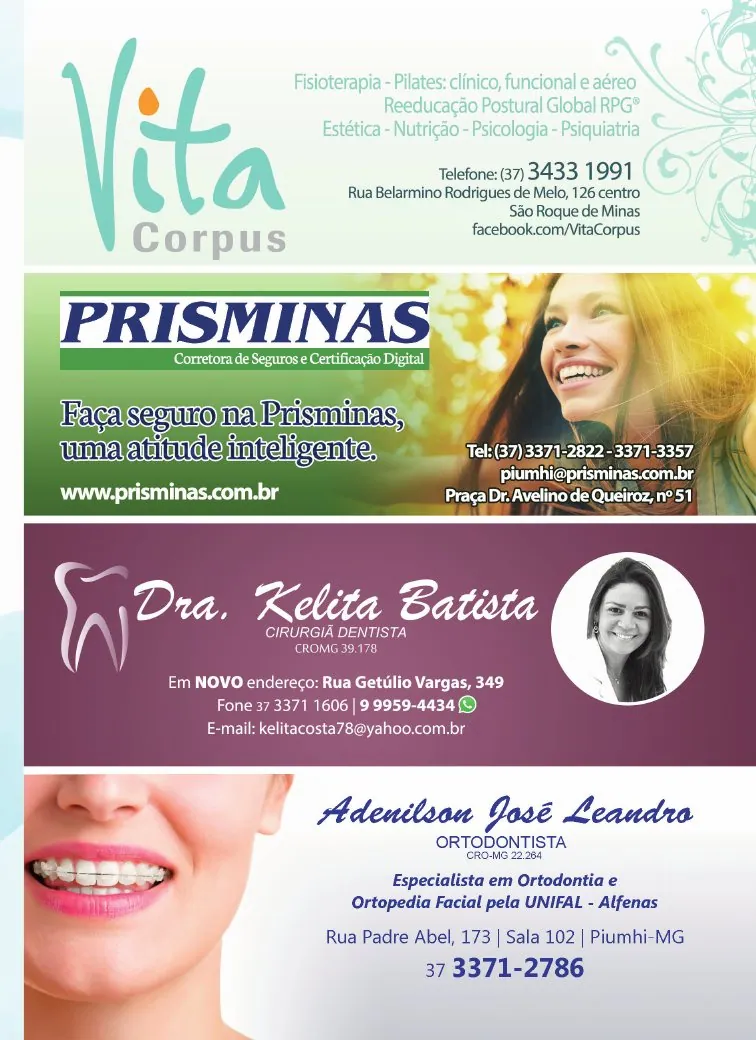 Vita
Corpus
Fisioterapia - Pilates: clínico, funcional e aéreo
Reeducação Postural Global RPG®
Estética - Nutrição - Psicologia - Psiquiatria
Telefone: (37) 3433 1991
Rua Belarmino Rodrigues de Melo, 126 centro
São Roque de Minas
facebook.com/VitaCorpus
PRISMINAS
Corretora de Seguros e Certificação Digital
Faça seguro na Prisminas,
uma atitude inteligente.
www.prisminas.com.br
Tel: (37) 3371-2822 - 3371-3357
piumhi@prisminas.com.br
Praça Dr. Avelino de Queiroz, nº 51
Dra. Kelita Batista
CIRURGIÃ DENTISTA
CROMG 39.178
Em NOVO endereço: Rua Getúlio Vargas, 349
Fone 37 3371 1606 | 9 9959-4434
E-mail: kelitacosta78@yahoo.com.br
Adenilson José Leandro
ORTODONTISTA
CRO-MG 22.264
Especialista em Ortodontia e
Ortopedia Facial pela UNIFAL - Alfenas
Rua Padre Abel, 173 | Sala 102 | Piumhi-MG
37 3371-2786